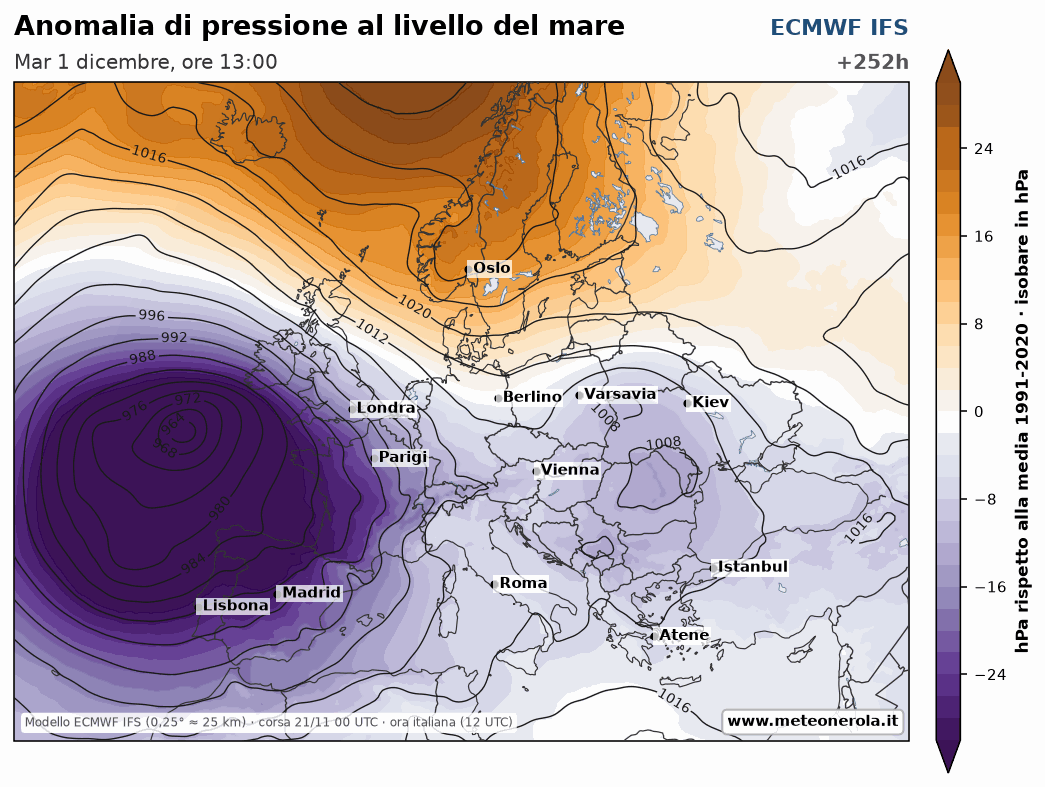 Anomalia di pressione al livello del mare
ECMWF IFS
Mar 1 dicembre, ore 13:00
+252h
1016
1016
24
16
8
0
−8
−16
−24
hPa rispetto alla media 1991-2020 · isobare in hPa
Oslo
1020
1012
996
992
988
976
972
964
968
Londra
Berlino
Varsavia
Kiev
1008
1008
Parigi
Vienna
980
1016
984
Istanbul
Madrid
Roma
Lisbona
Atene
1016
Modello ECMWF IFS (0,25° ≈ 25 km) · corsa 21/11 00 UTC · ora italiana (12 UTC)
www.meteonerola.it